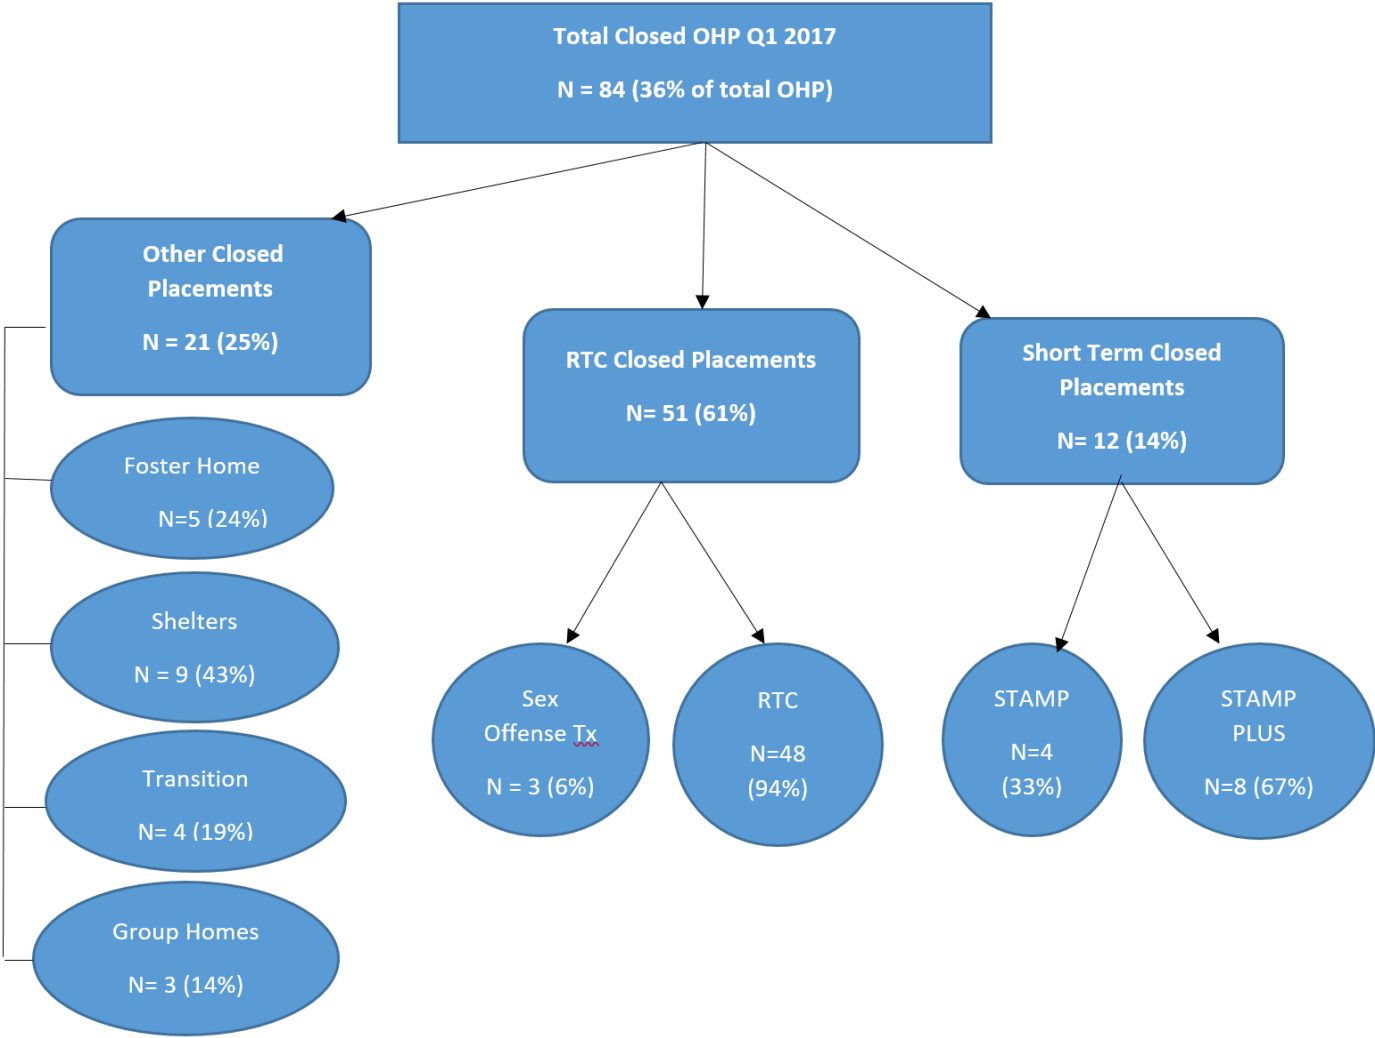 Total Closed OHP Q1 2017
N = 84 (36% of total OHP)
Other Closed
Placements
N = 21 (25%)
Foster Home
N=5 (24%)
Shelters
N = 9 (43%)
Transition
N= 4 (19%)
Group Homes
N= 3 (14%)
RTC Closed Placements
N= 51 (61%)
Sex
Offense Tx
N = 3 (6%)
RTC
N=48
(94%)
Short Term Closed
Placements
N= 12 (14%)
STAMP
N=4
(33%)
STAMP
PLUS
N=8 (67%)